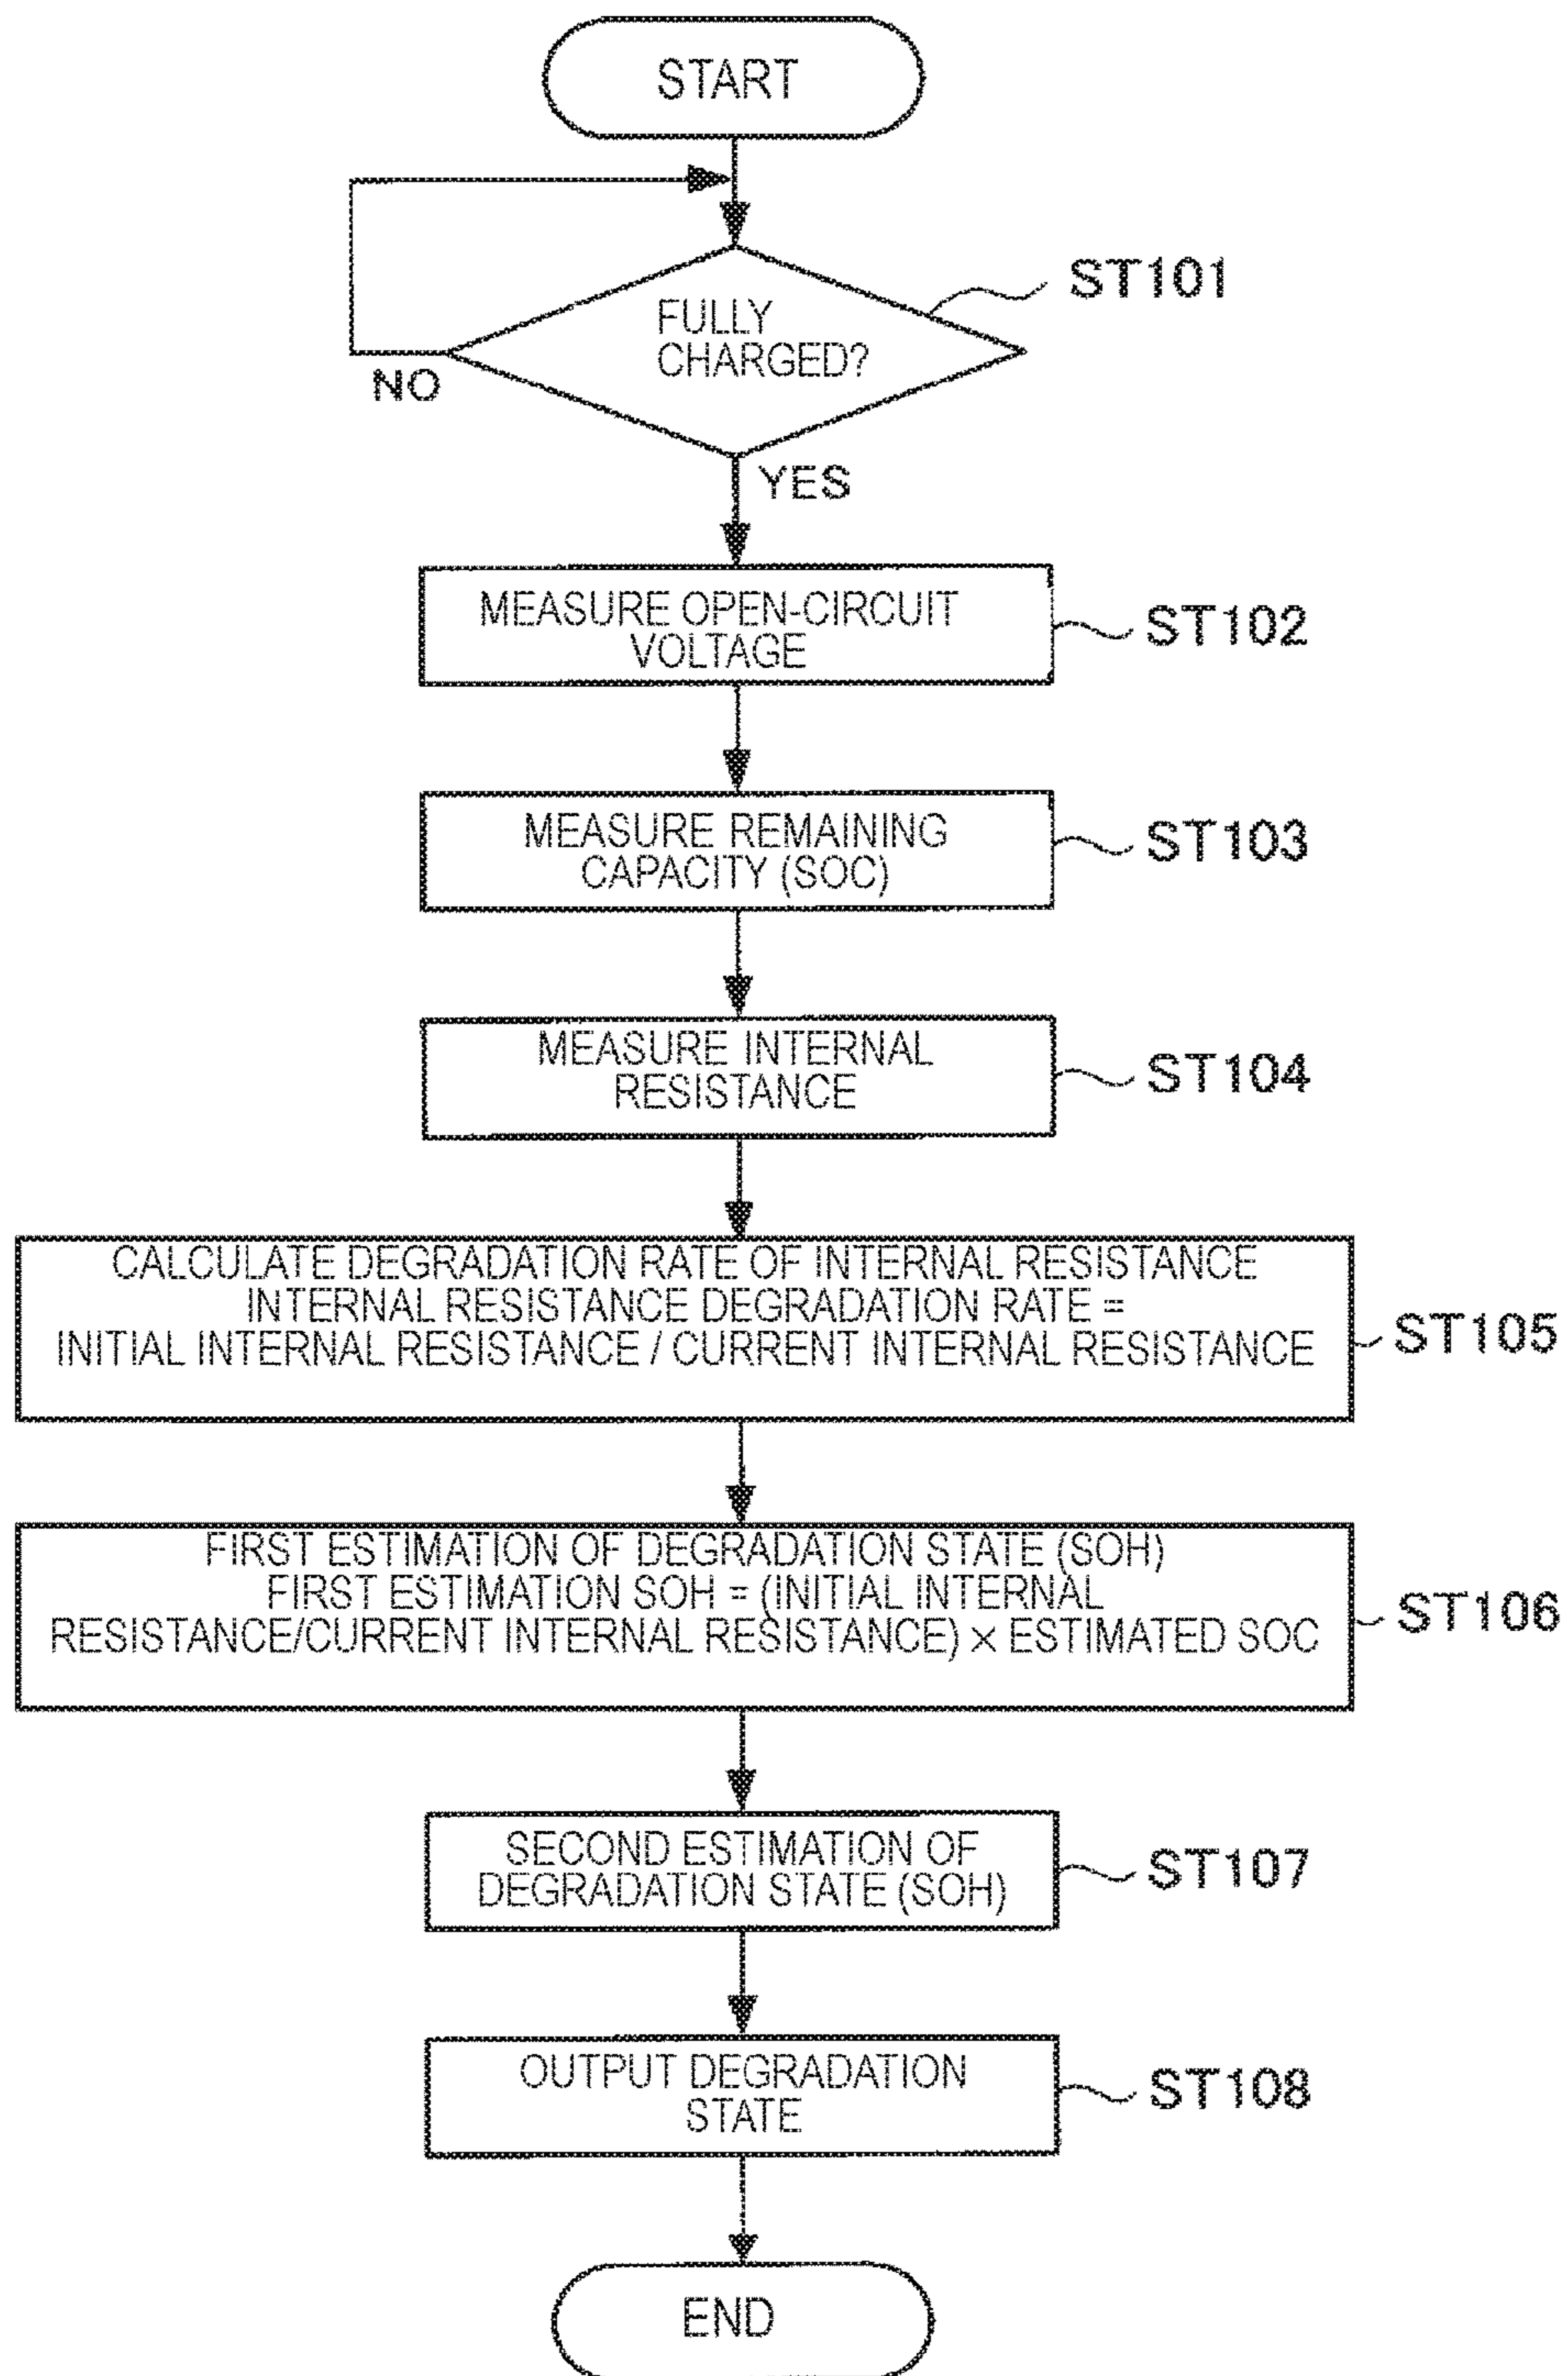 START
FULLY
CHARGED?
ST101
NO
YES
MEASURE OPEN-CIRCUIT
VOLTAGE
ST102
MEASURE REMAINING
CAPACITY (SOC)
ST103
MEASURE INTERNAL
RESISTANCE
ST104
CALCULATE DEGRADATION RATE OF INTERNAL RESISTANCE
INTERNAL RESISTANCE DEGRADATION RATE =
INITIAL INTERNAL RESISTANCE / CURRENT INTERNAL RESISTANCE
ST105
FIRST ESTIMATION OF DEGRADATION STATE (SOH)
FIRST ESTIMATION SOH = (INITIAL INTERNAL
RESISTANCE/CURRENT INTERNAL RESISTANCE) × ESTIMATED SOC
ST106
SECOND ESTIMATION OF
DEGRADATION STATE (SOH)
ST107
OUTPUT DEGRADATION
STATE
ST108
END